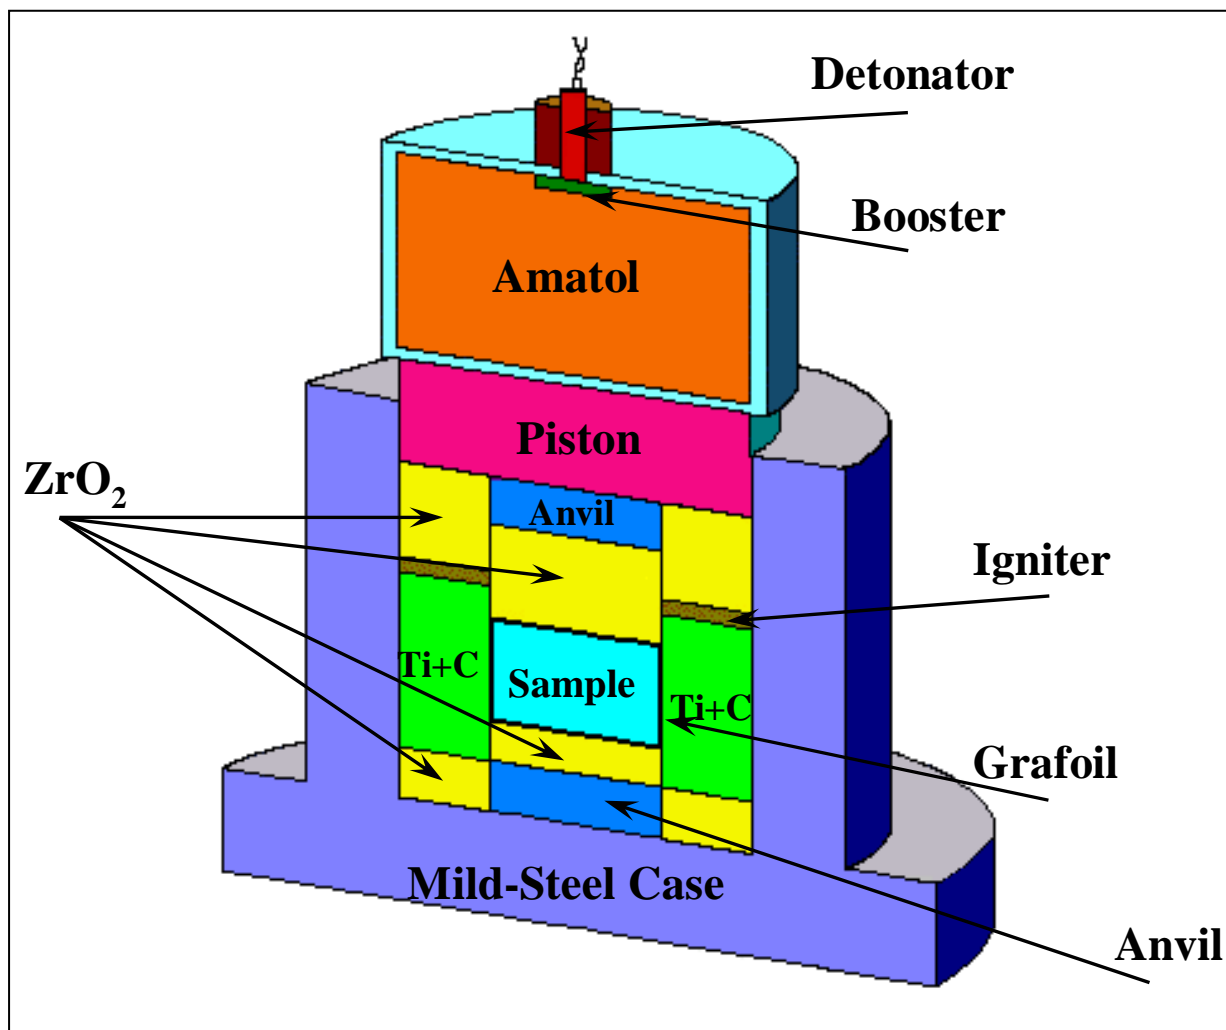 Detonator
Booster
Amatol
Piston
ZrO₂
Anvil
Igniter
Ti+C
Sample
Ti+C
Grafoil
Mild-Steel Case
Anvil